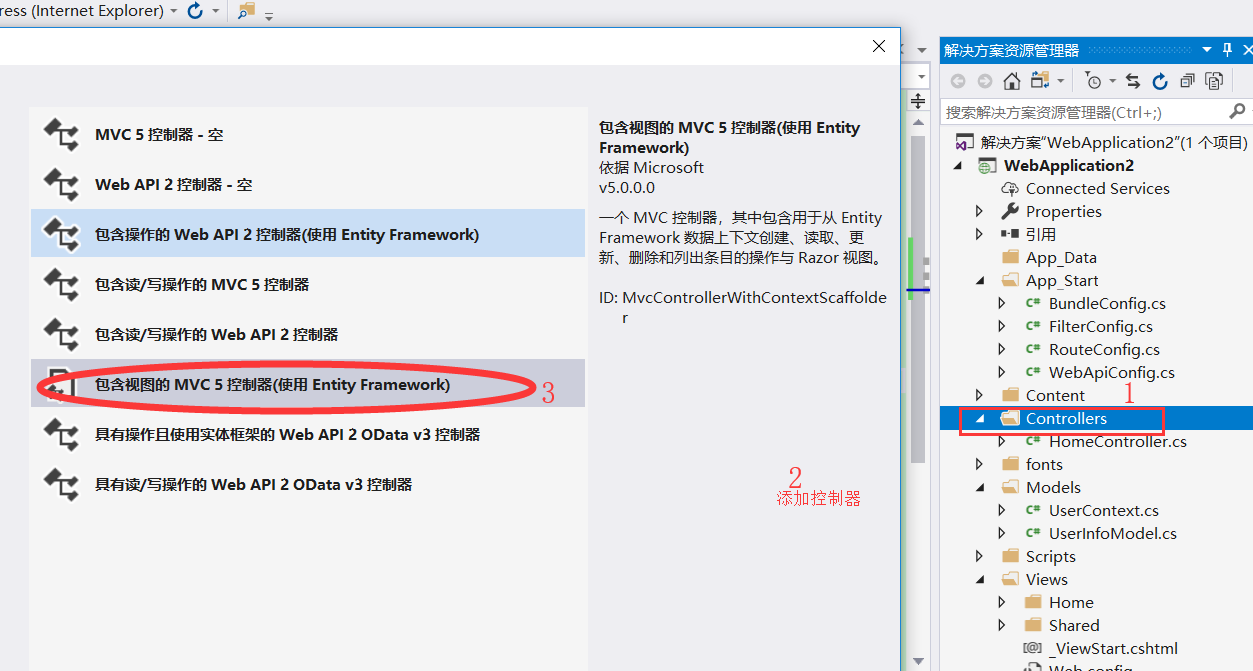 ress (Internet Explorer)
MVC 5 控制器 - 空
Web API 2 控制器 - 空
包含操作的 Web API 2 控制器(使用 Entity Framework)
包含读/写操作的 MVC 5 控制器
包含读/写操作的 Web API 2 控制器
包含视图的 MVC 5 控制器(使用 Entity Framework)
3
具有操作且使用实体框架的 Web API 2 OData v3 控制器
具有读/写操作的 Web API 2 OData v3 控制器
包含视图的 MVC 5 控制器(使用 Entity
Framework)
依据 Microsoft
v5.0.0.0
一个 MVC 控制器，其中包含用于从 Entity
Framework 数据上下文创建、读取、更
新、删除和列出条目的操作与 Razor 视图。
ID: MvcControllerWithContextScaffolde
r
2
添加控制器
解决方案资源管理器
搜索解决方案资源管理器(Ctrl+;)
解决方案"WebApplication2"(1 个项目)
WebApplication2
Connected Services
Properties
引用
App_Data
App_Start
C# BundleConfig.cs
C# FilterConfig.cs
C# RouteConfig.cs
C# WebApiConfig.cs
Content
1
Controllers
C# HomeController.cs
fonts
Models
C# UserContext.cs
C# UserInfoModel.cs
Scripts
Views
Home
Shared
[@] _ViewStart.cshtml
Web.config